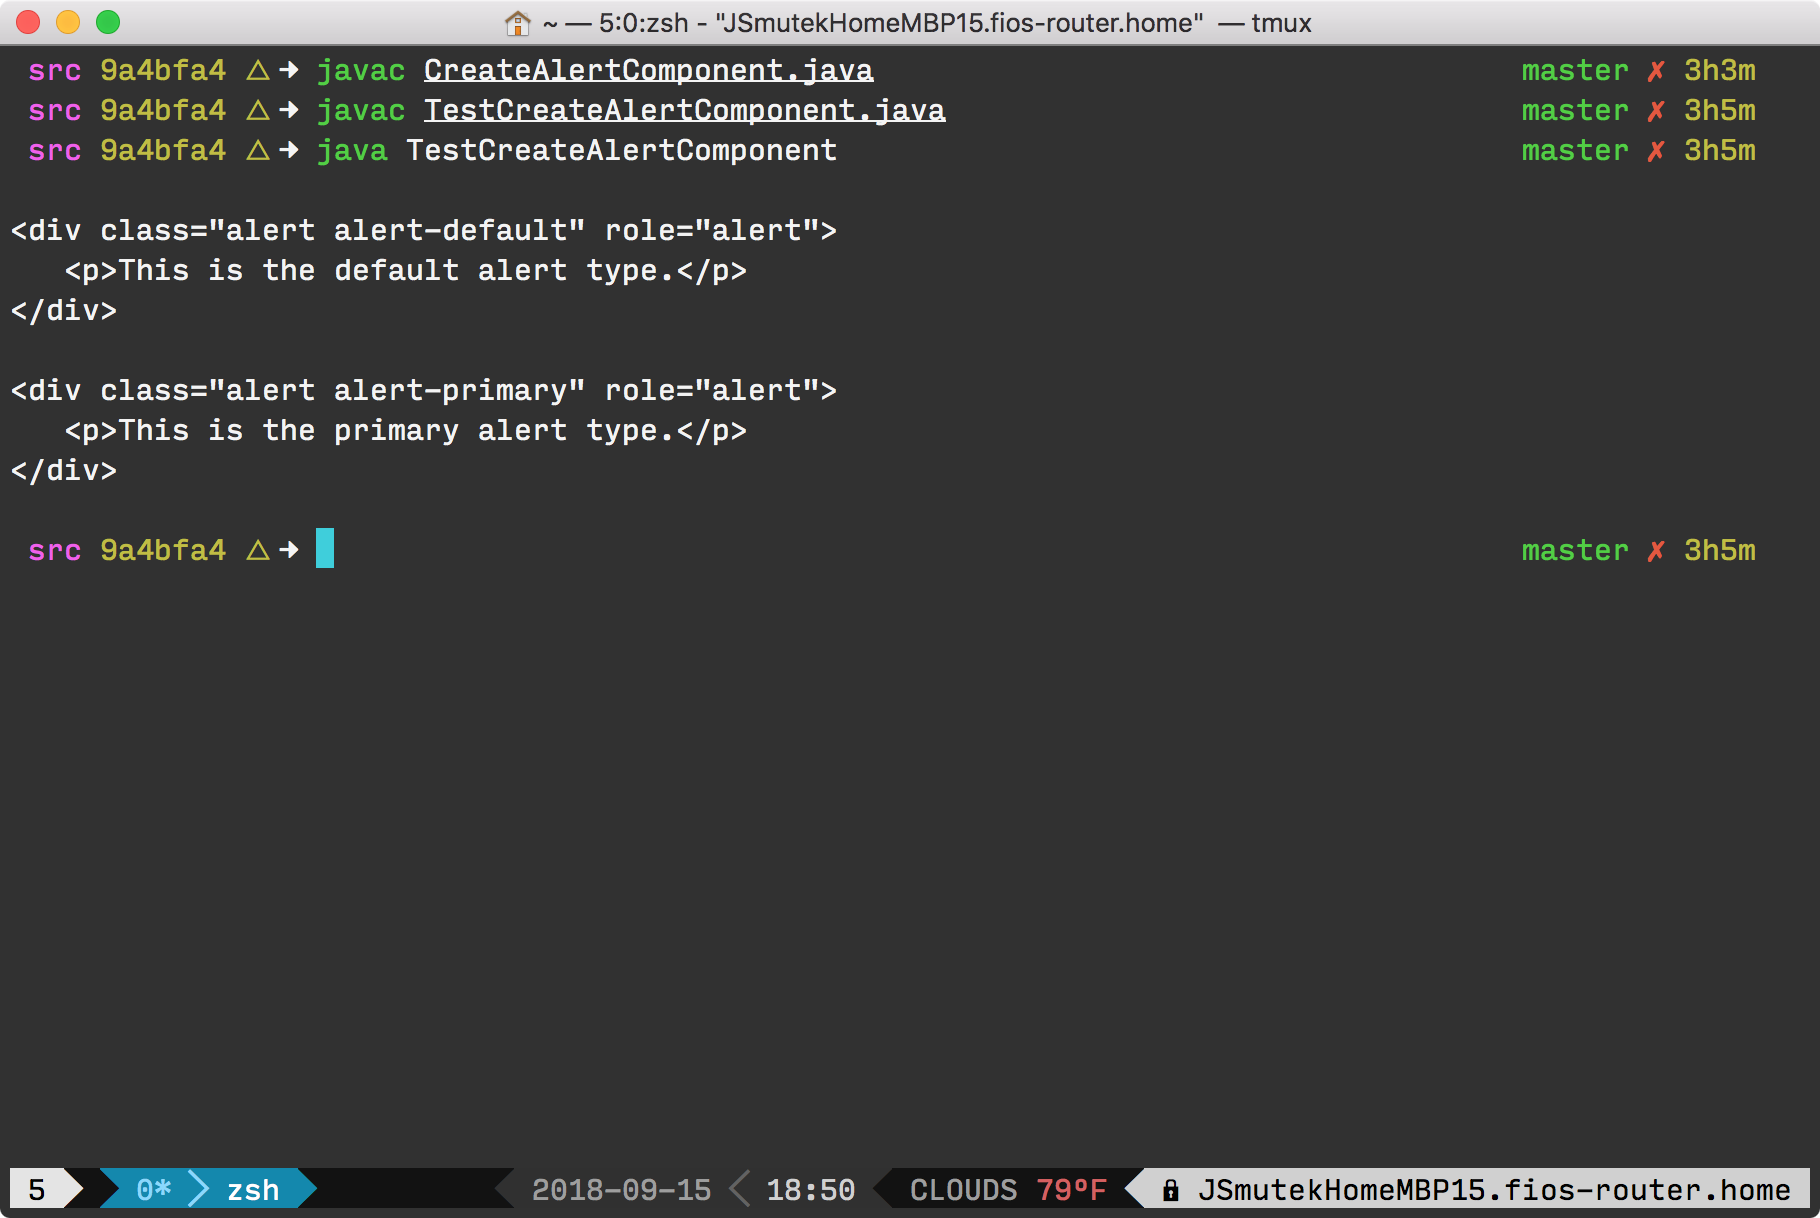 ~ — 5:0:zsh - "JSmutekHomeMBP15.fios-router.home" — tmux
src 9a4bfa4 △ ➜ javac CreateAlertComponent.java master ✗ 3h3m
src 9a4bfa4 △ ➜ javac TestCreateAlertComponent.java master ✗ 3h5m
src 9a4bfa4 △ ➜ java TestCreateAlertComponent master ✗ 3h5m
<div class="alert alert-default" role="alert">
   <p>This is the default alert type.</p>
</div>
<div class="alert alert-primary" role="alert">
   <p>This is the primary alert type.</p>
</div>
src 9a4bfa4 △ ➜ master ✗ 3h5m
5 0* zsh 2018-09-15 18:50 CLOUDS 79ºF JSmutekHomeMBP15.fios-router.home